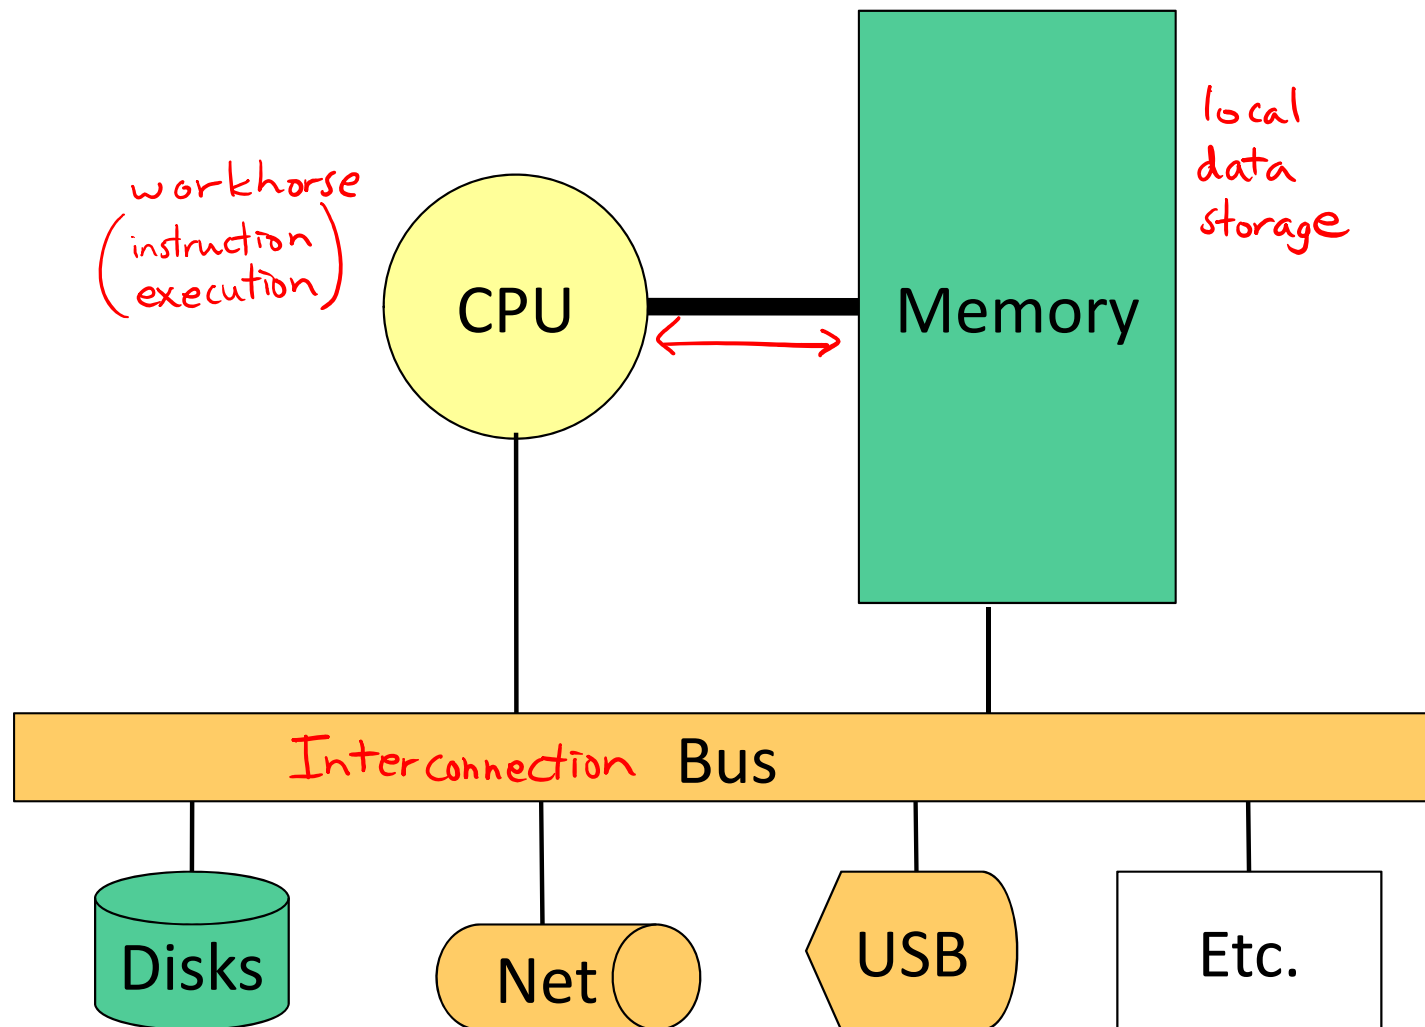 workhorse
(instruction
execution)
CPU
Memory
local
data
storage
Interconnection Bus
Disks
Net
USB
Etc.